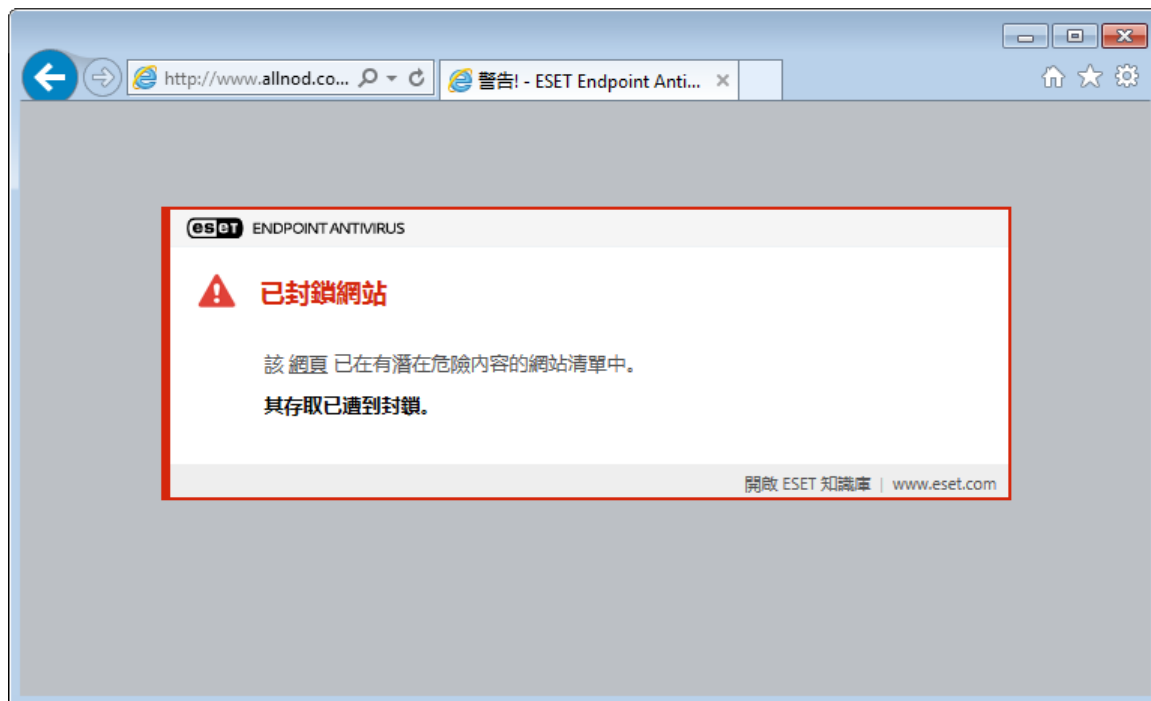 http://www.allnod.co...
警告! - ESET Endpoint Anti...
eseT ENDPOINT ANTIVIRUS
已封鎖網站
該 網頁 已在有潛在危險內容的網站清單中。
其存取已遭到封鎖。
開啟 ESET 知識庫 | www.eset.com